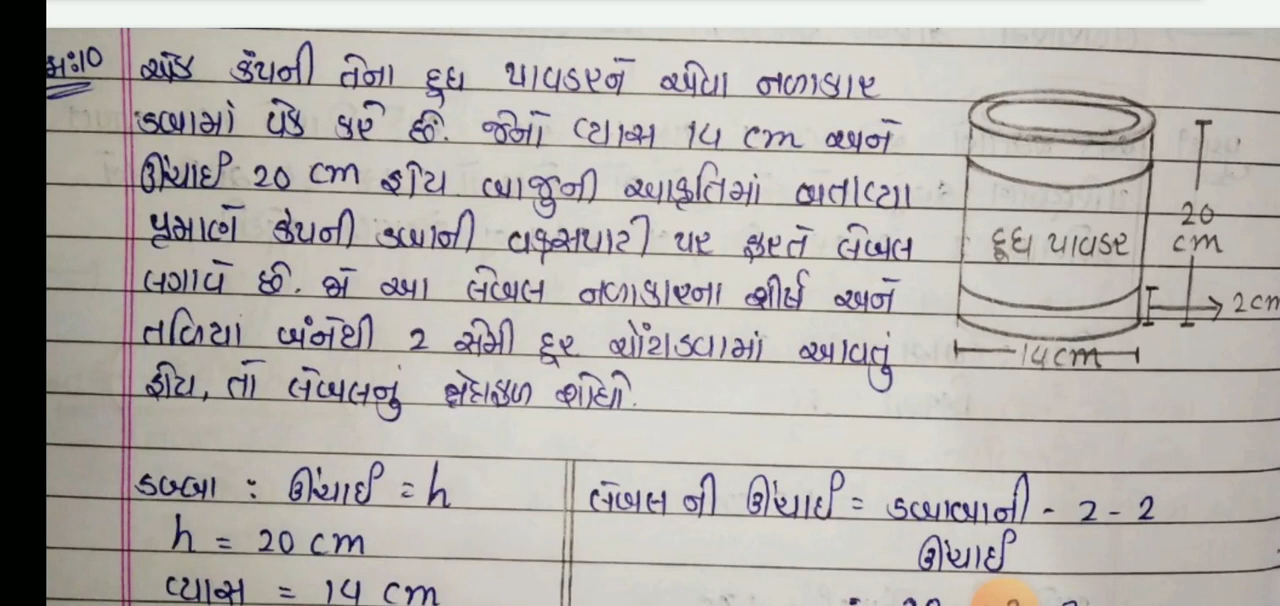 પ્ર:10 એક કંપની તેના દૂધ પાવડરને એવા નળાકાર
ડબામાં પેક કરે છે. જેનો વ્યાસ 14 cm અને
ઊંચાઈ 20 cm હોય બાજુની આકૃતિમાં બતાવ્યા
પ્રમાણે કંપની ડબાની વક્રસપાટી પર ફરતે લેબલ
લગાવે છે. જો આ લેબલ નળાકારના શીર્ષ અને
તળિયા બંનેથી 2 સેમી દૂર ચોંટાડવામાં આવતું
હોય, તો લેબલનું ક્ષેત્રફળ શોધો.
દૂધ પાવડર
20
cm
2 cm
14 cm
ડબ્બા : ઊંચાઈ = h
h = 20 cm
વ્યાસ = 14 cm
લેબલ ની ઊંચાઈ = ડબાબાની - 2 - 2
ઊંચાઈ